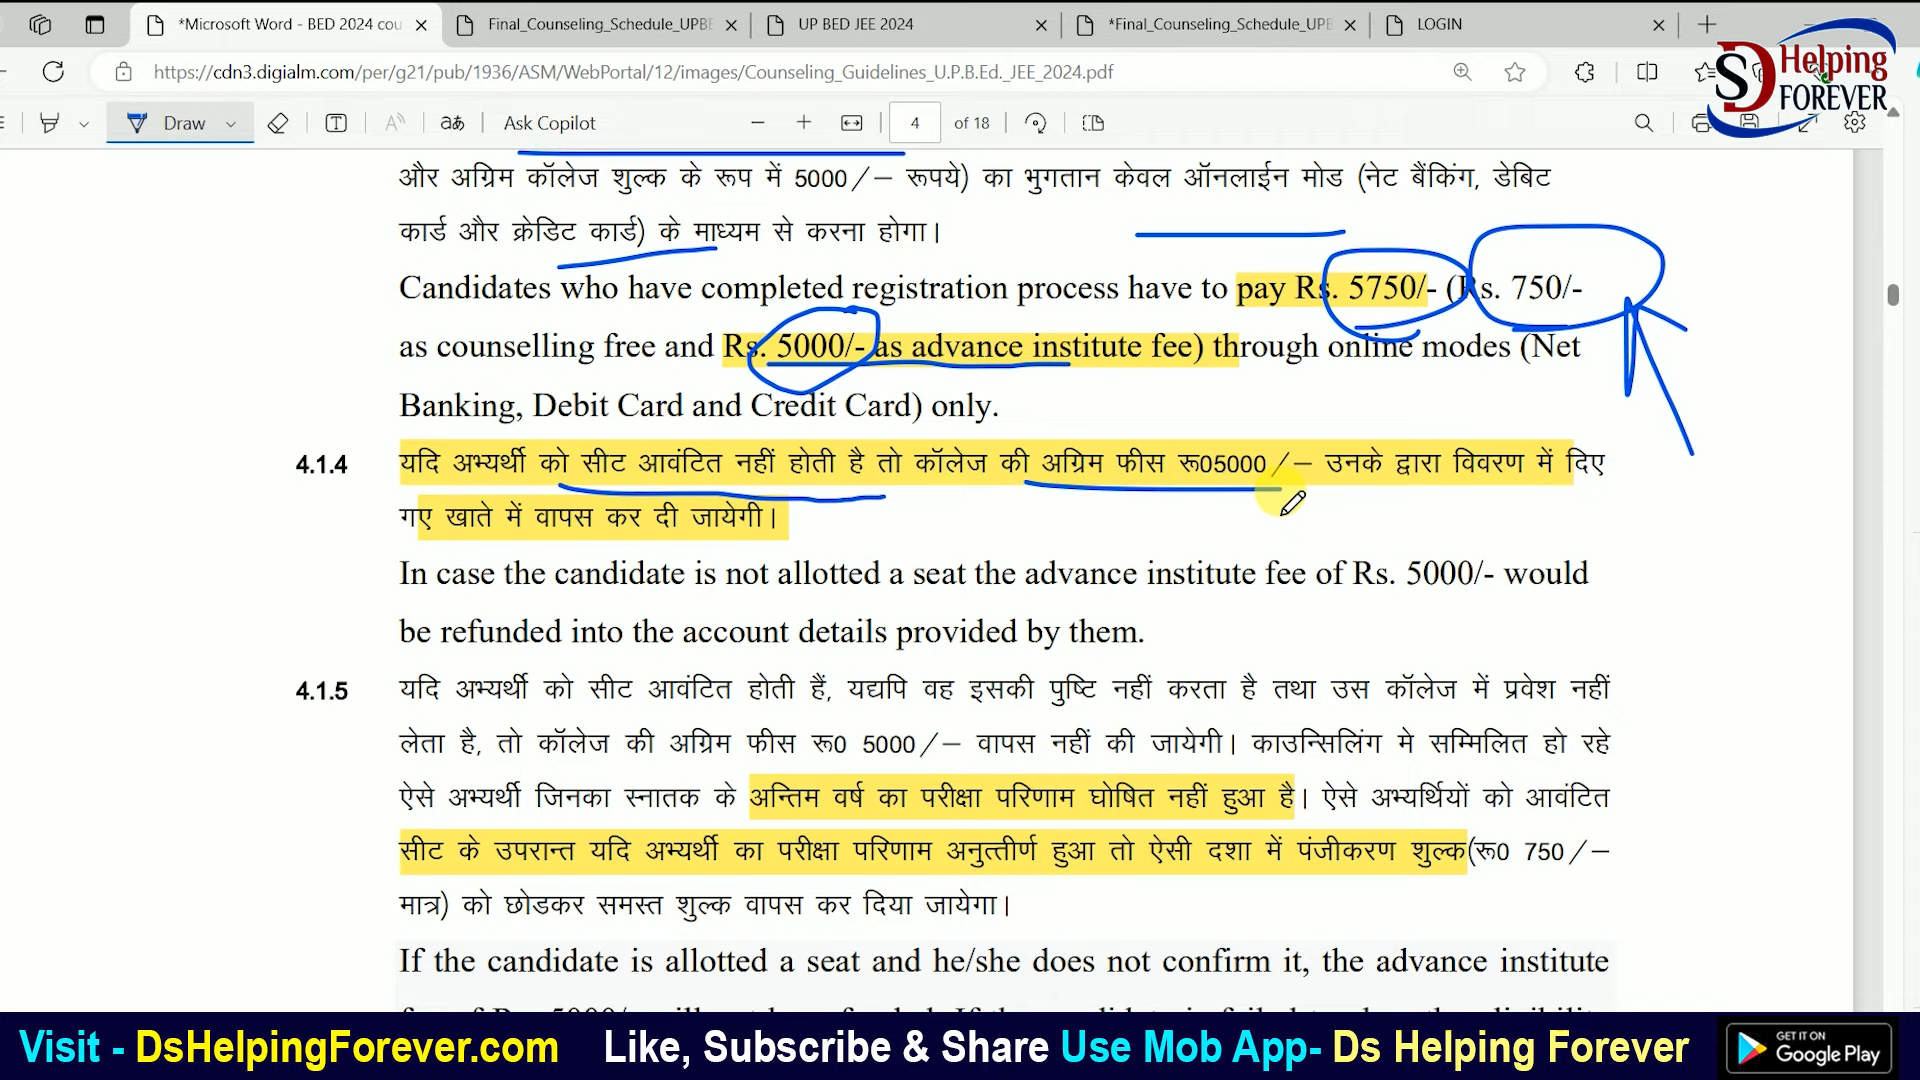 *Microsoft Word - BED 2024 cou
Final_Counseling_Schedule_UPBE
UP BED JEE 2024
*Final_Counseling_Schedule_UPB
LOGIN
https://cdn3.digialm.com/per/g21/pub/1936/ASM/WebPortal/12/images/Counseling_Guidelines_U.P.B.Ed._JEE_2024.pdf
DS Helping FOREVER
Draw
Ask Copilot
4 of 18
और अग्रिम कॉलेज शुल्क के रूप में 5000/– रूपये) का भुगतान केवल ऑनलाईन मोड (नेट बैंकिंग, डेबिट
कार्ड और क्रेडिट कार्ड) के माध्यम से करना होगा।
Candidates who have completed registration process have to pay Rs. 5750/- (Rs. 750/-
as counselling free and Rs. 5000/- as advance institute fee) through online modes (Net
Banking, Debit Card and Credit Card) only.
4.1.4 यदि अभ्यर्थी को सीट आवंटित नहीं होती है तो कॉलेज की अग्रिम फीस रू05000/– उनके द्वारा विवरण में दिए
गए खाते में वापस कर दी जायेगी।
In case the candidate is not allotted a seat the advance institute fee of Rs. 5000/- would
be refunded into the account details provided by them.
4.1.5 यदि अभ्यर्थी को सीट आवंटित होती हैं, यद्यपि वह इसकी पुष्टि नहीं करता है तथा उस कॉलेज में प्रवेश नहीं
लेता है, तो कॉलेज की अग्रिम फीस रू0 5000/– वापस नहीं की जायेगी। काउन्सिलिंग मे सम्मिलित हो रहे
ऐसे अभ्यर्थी जिनका स्नातक के अन्तिम वर्ष का परीक्षा परिणाम घोषित नहीं हुआ है। ऐसे अभ्यर्थियों को आवंटित
सीट के उपरान्त यदि अभ्यर्थी का परीक्षा परिणाम अनुत्तीर्ण हुआ तो ऐसी दशा में पंजीकरण शुल्क(रू0 750/–
मात्र) को छोडकर समस्त शुल्क वापस कर दिया जायेगा।
If the candidate is allotted a seat and he/she does not confirm it, the advance institute
Visit - DsHelpingForever.com Like, Subscribe & Share Use Mob App- Ds Helping Forever
GET IT ON
Google Play